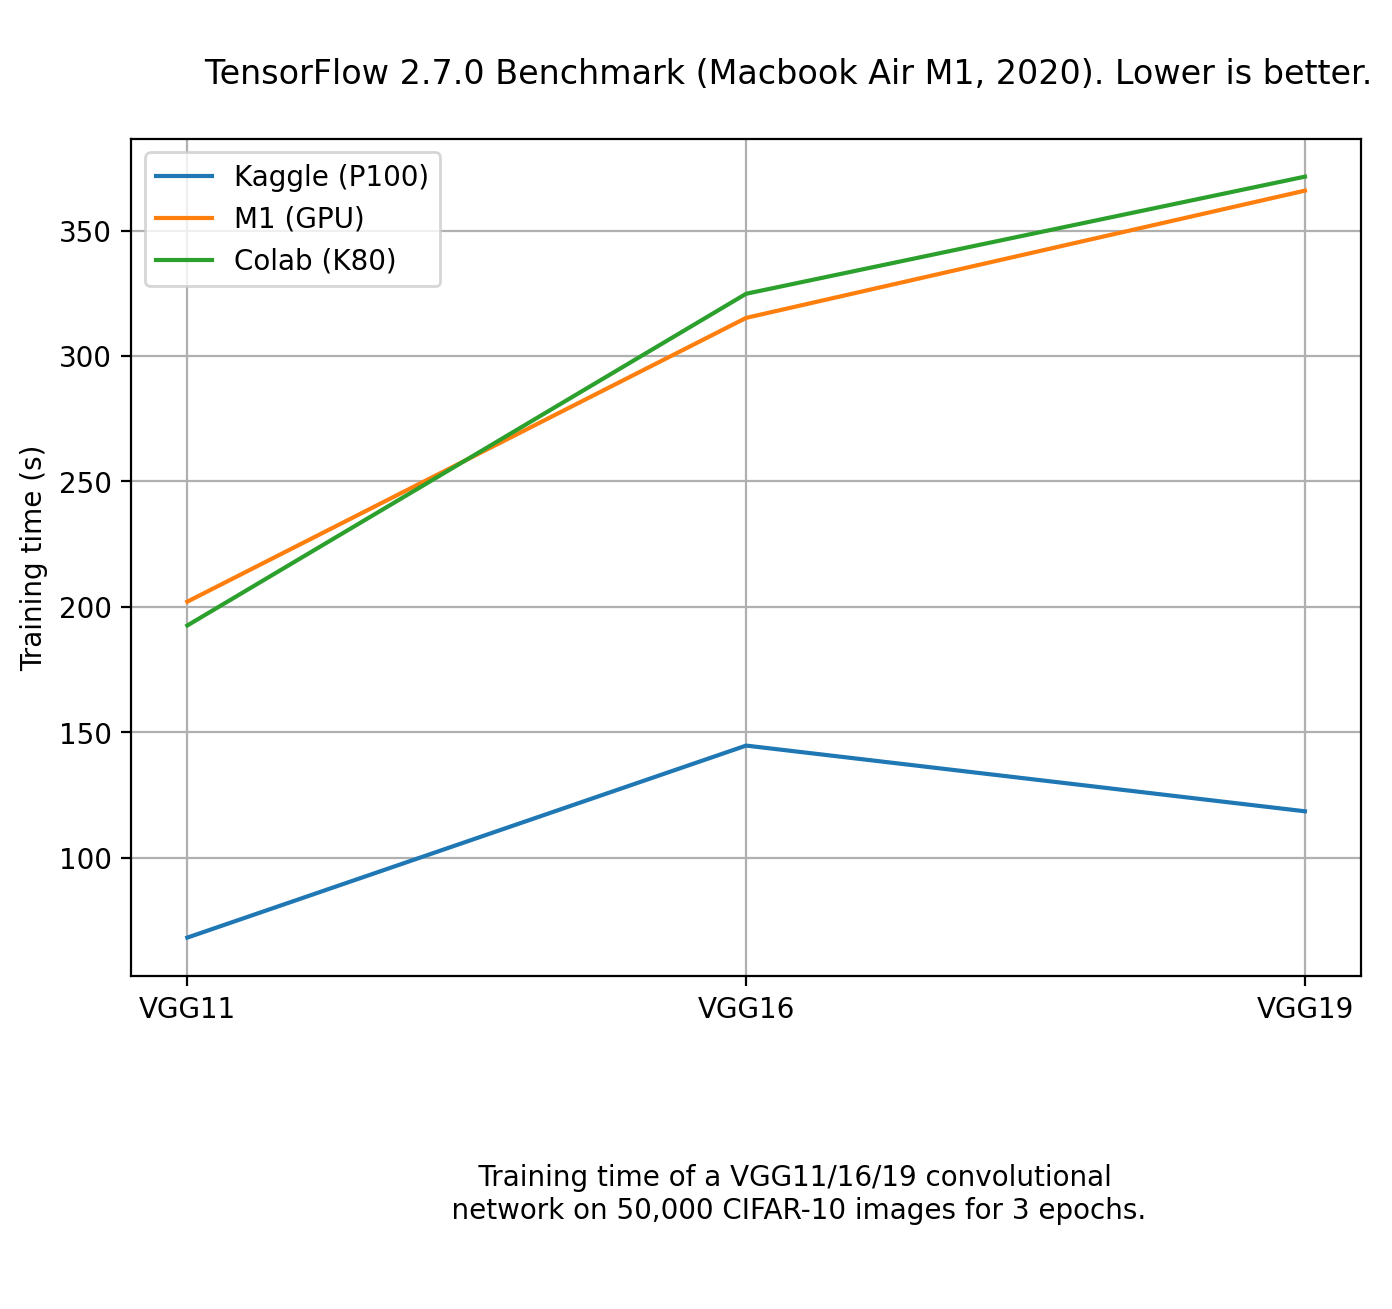 TensorFlow 2.7.0 Benchmark (Macbook Air M1, 2020). Lower is better.
Kaggle (P100)
M1 (GPU)
Colab (K80)
Training time (s)
350
300
250
200
150
100
VGG11
VGG16
VGG19
Training time of a VGG11/16/19 convolutional
network on 50,000 CIFAR-10 images for 3 epochs.